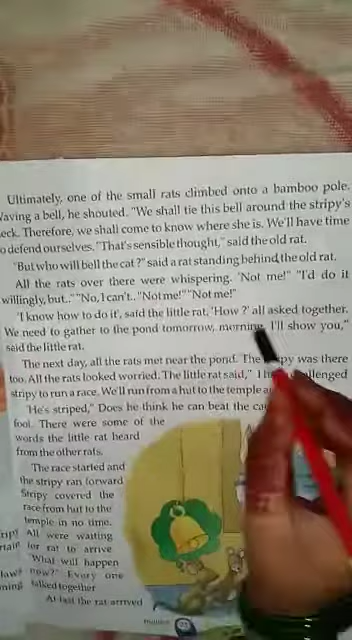 Ultimately, one of the small rats climbed onto a bamboo pole.
Waving a bell, he shouted. "We shall tie this bell around the stripy's
neck. Therefore, we shall come to know where she is. We'll have time
to defend ourselves. "That's sensible thought," said the old rat.
"But who will bell the cat?" said a rat standing behind the old rat.
All the rats over there were whispering. "Not me!" "I'd do it
willingly, but.." "No, I can't.. "Not me!" "Not me!"
'I know how to do it', said the little rat. 'How ?' all asked together.
We need to gather to the pond tomorrow, morning. I'll show you,"
said the little rat.
The next day, all the rats met near the pond. The stripy was there
too. All the rats looked worried. The little rat said," I challenged
stripy to run a race. We'll run from a hut to the temple
'He's striped," Does he think he can beat the
fool. There were some of the
words the little rat heard
from the other rats.
The race started and
the stripy ran forward
Stripy covered the
race from hut to the
temple in no time.
All were waiting
for rat to arrive
"What will happen
now?" Every one
talked together
At last the rat arrived